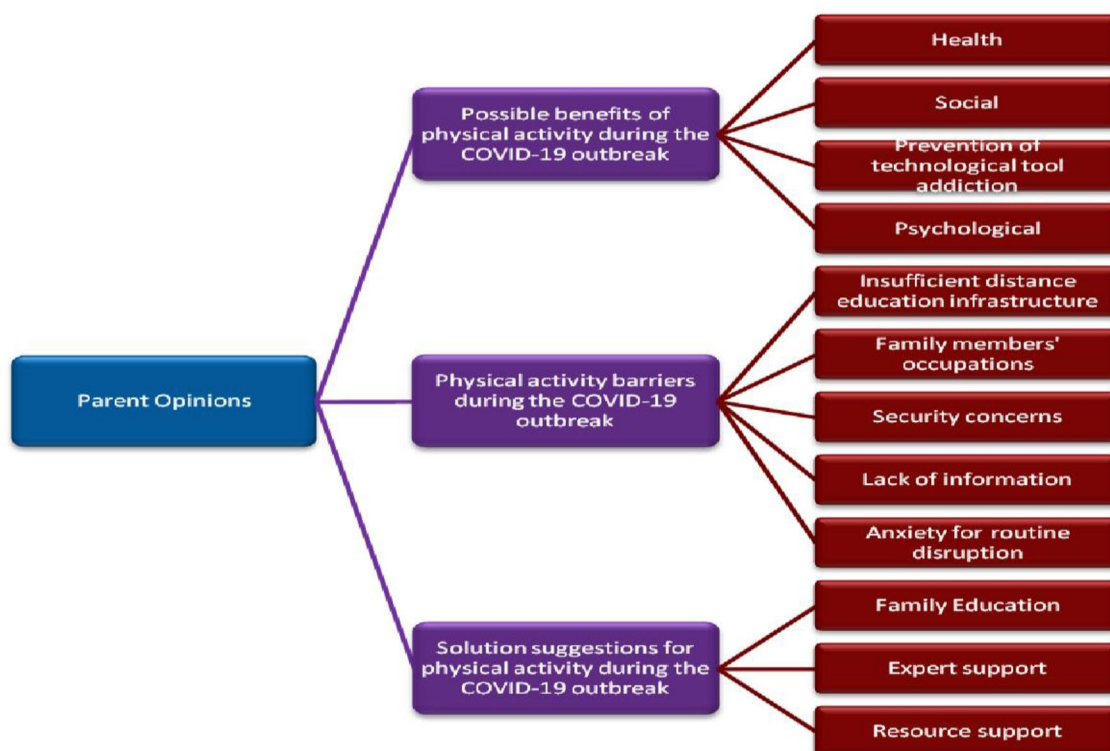 Parent Opinions
Possible benefits of
physical activity during the
COVID-19 outbreak
Health
Social
Prevention of
technological tool
addiction
Psychological
Physical activity barriers
during the COVID-19
outbreak
Insufficient distance
education infrastructure
Family members'
occupations
Security concerns
Lack of information
Anxiety for routine
disruption
Solution suggestions for
physical activity during the
COVID-19 outbreak
Family Education
Expert support
Resource support